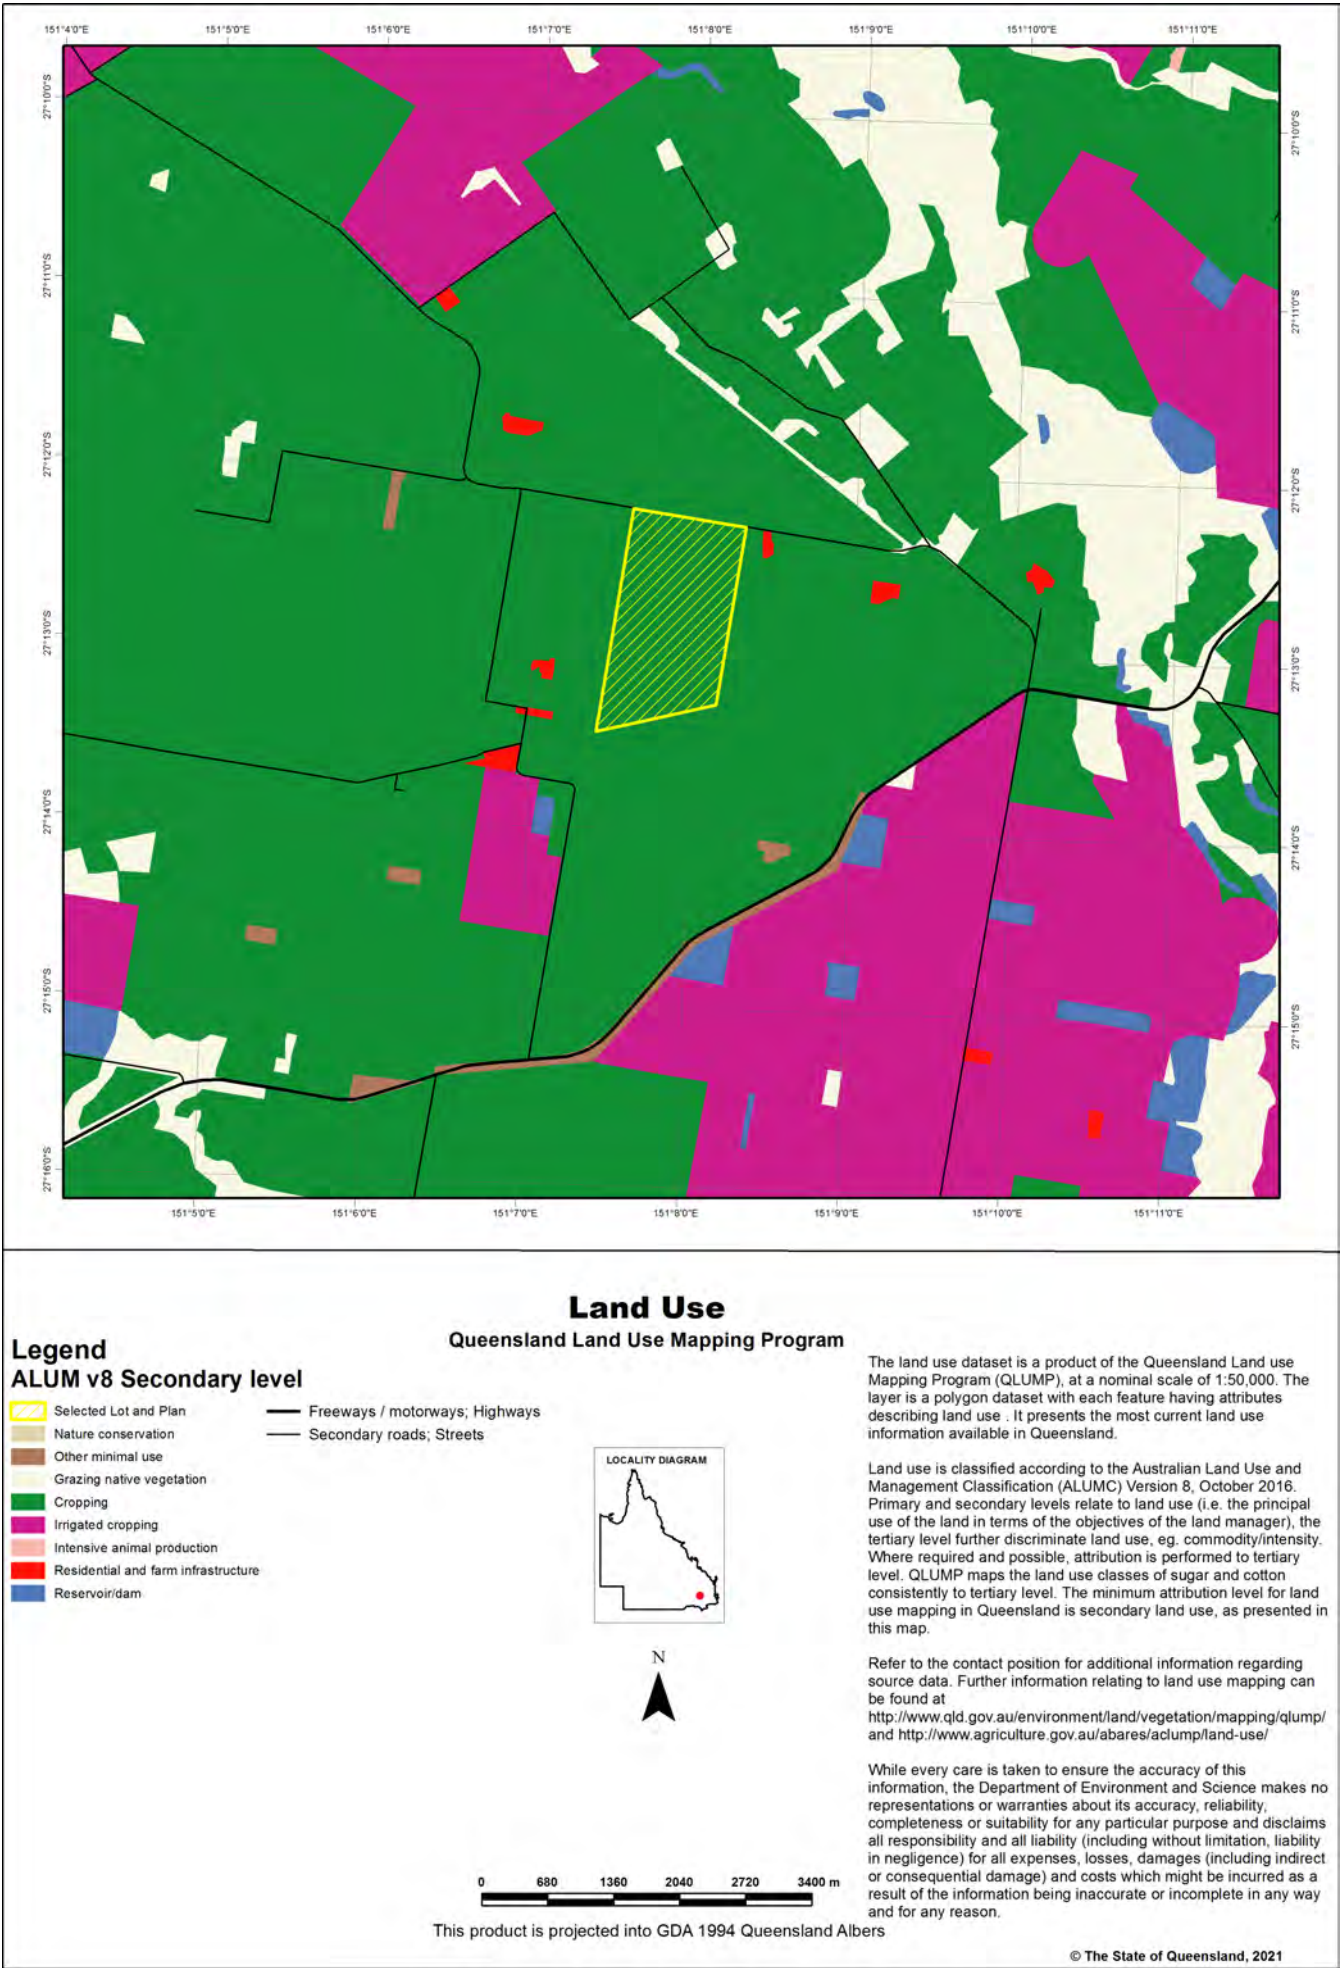 151°4'0"E 151°5'0"E 151°6'0"E 151°7'0"E 151°8'0"E 151°9'0"E 151°10'0"E 151°11'0"E
27°10'0"S
27°11'0"S
27°12'0"S
27°13'0"S
27°14'0"S
27°15'0"S
27°16'0"S
27°10'0"S
27°11'0"S
27°12'0"S
27°13'0"S
27°14'0"S
27°15'0"S
151°5'0"E 151°6'0"E 151°7'0"E 151°8'0"E 151°9'0"E 151°10'0"E 151°11'0"E
Land Use
Queensland Land Use Mapping Program
Legend
ALUM v8 Secondary level
Selected Lot and Plan
Nature conservation
Other minimal use
Grazing native vegetation
Cropping
Irrigated cropping
Intensive animal production
Residential and farm infrastructure
Reservoir/dam
Freeways / motorways; Highways
Secondary roads; Streets
LOCALITY DIAGRAM
N
0 680 1360 2040 2720 3400 m
This product is projected into GDA 1994 Queensland Albers
The land use dataset is a product of the Queensland Land use
Mapping Program (QLUMP), at a nominal scale of 1:50,000. The
layer is a polygon dataset with each feature having attributes
describing land use . It presents the most current land use
information available in Queensland.
Land use is classified according to the Australian Land Use and
Management Classification (ALUMC) Version 8, October 2016.
Primary and secondary levels relate to land use (i.e. the principal
use of the land in terms of the objectives of the land manager), the
tertiary level further discriminate land use, eg. commodity/intensity.
Where required and possible, attribution is performed to tertiary
level. QLUMP maps the land use classes of sugar and cotton
consistently to tertiary level. The minimum attribution level for land
use mapping in Queensland is secondary land use, as presented in
this map.
Refer to the contact position for additional information regarding
source data. Further information relating to land use mapping can
be found at
http://www.qld.gov.au/environment/land/vegetation/mapping/qlump/
and http://www.agriculture.gov.au/abares/aclump/land-use/
While every care is taken to ensure the accuracy of this
information, the Department of Environment and Science makes no
representations or warranties about its accuracy, reliability,
completeness or suitability for any particular purpose and disclaims
all responsibility and all liability (including without limitation, liability
in negligence) for all expenses, losses, damages (including indirect
or consequential damage) and costs which might be incurred as a
result of the information being inaccurate or incomplete in any way
and for any reason.
© The State of Queensland, 2021